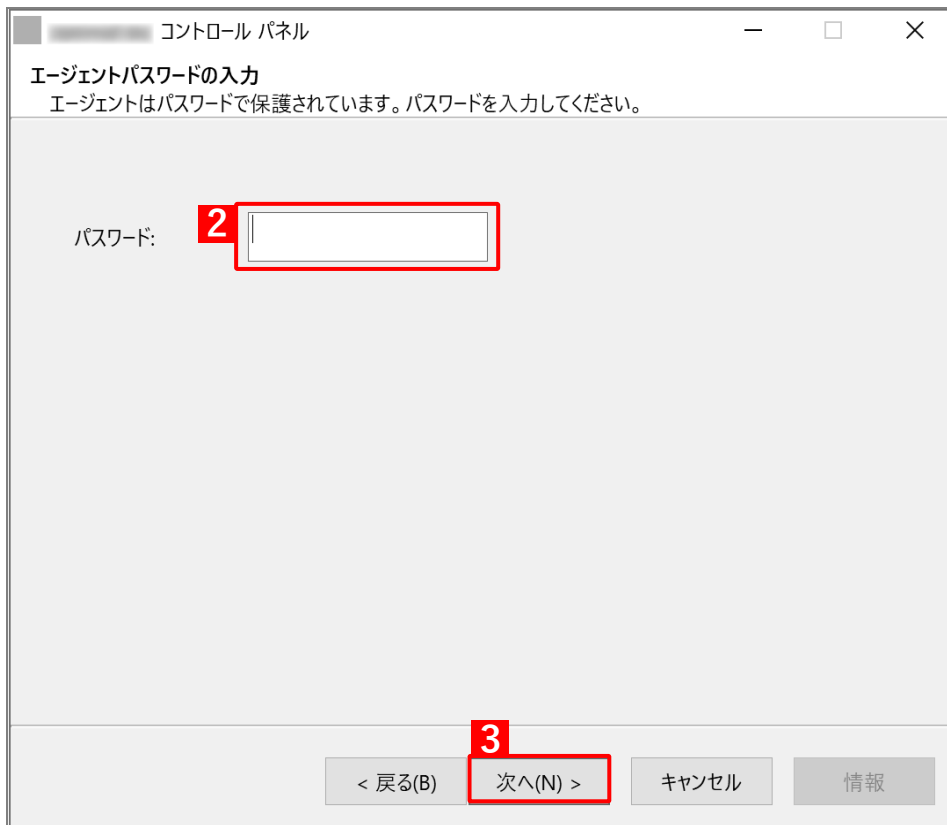 コントロール パネル
エージェントパスワードの入力
エージェントはパスワードで保護されています。パスワードを入力してください。
パスワード:
2
3
< 戻る(B)
次へ(N) >
キャンセル
情報